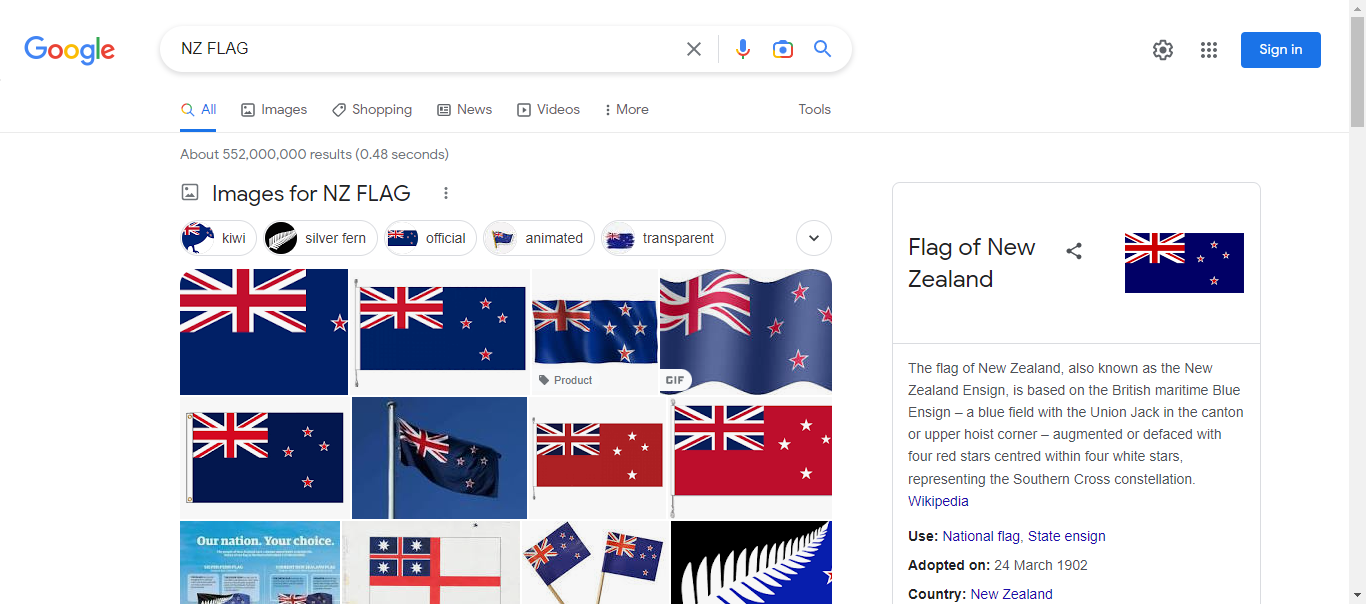 Google
NZ FLAG
Sign in
All
Images
Shopping
News
Videos
More
Tools
About 552,000,000 results (0.48 seconds)
Images for NZ FLAG
kiwi
silver fern
official
animated
transparent
Product
GIF
Our nation. Your choice.
Flag of New
Zealand
The flag of New Zealand, also known as the New
Zealand Ensign, is based on the British maritime Blue
Ensign – a blue field with the Union Jack in the canton
or upper hoist corner – augmented or defaced with
four red stars centred within four white stars,
representing the Southern Cross constellation.
Wikipedia
Use: National flag, State ensign
Adopted on: 24 March 1902
Country: New Zealand